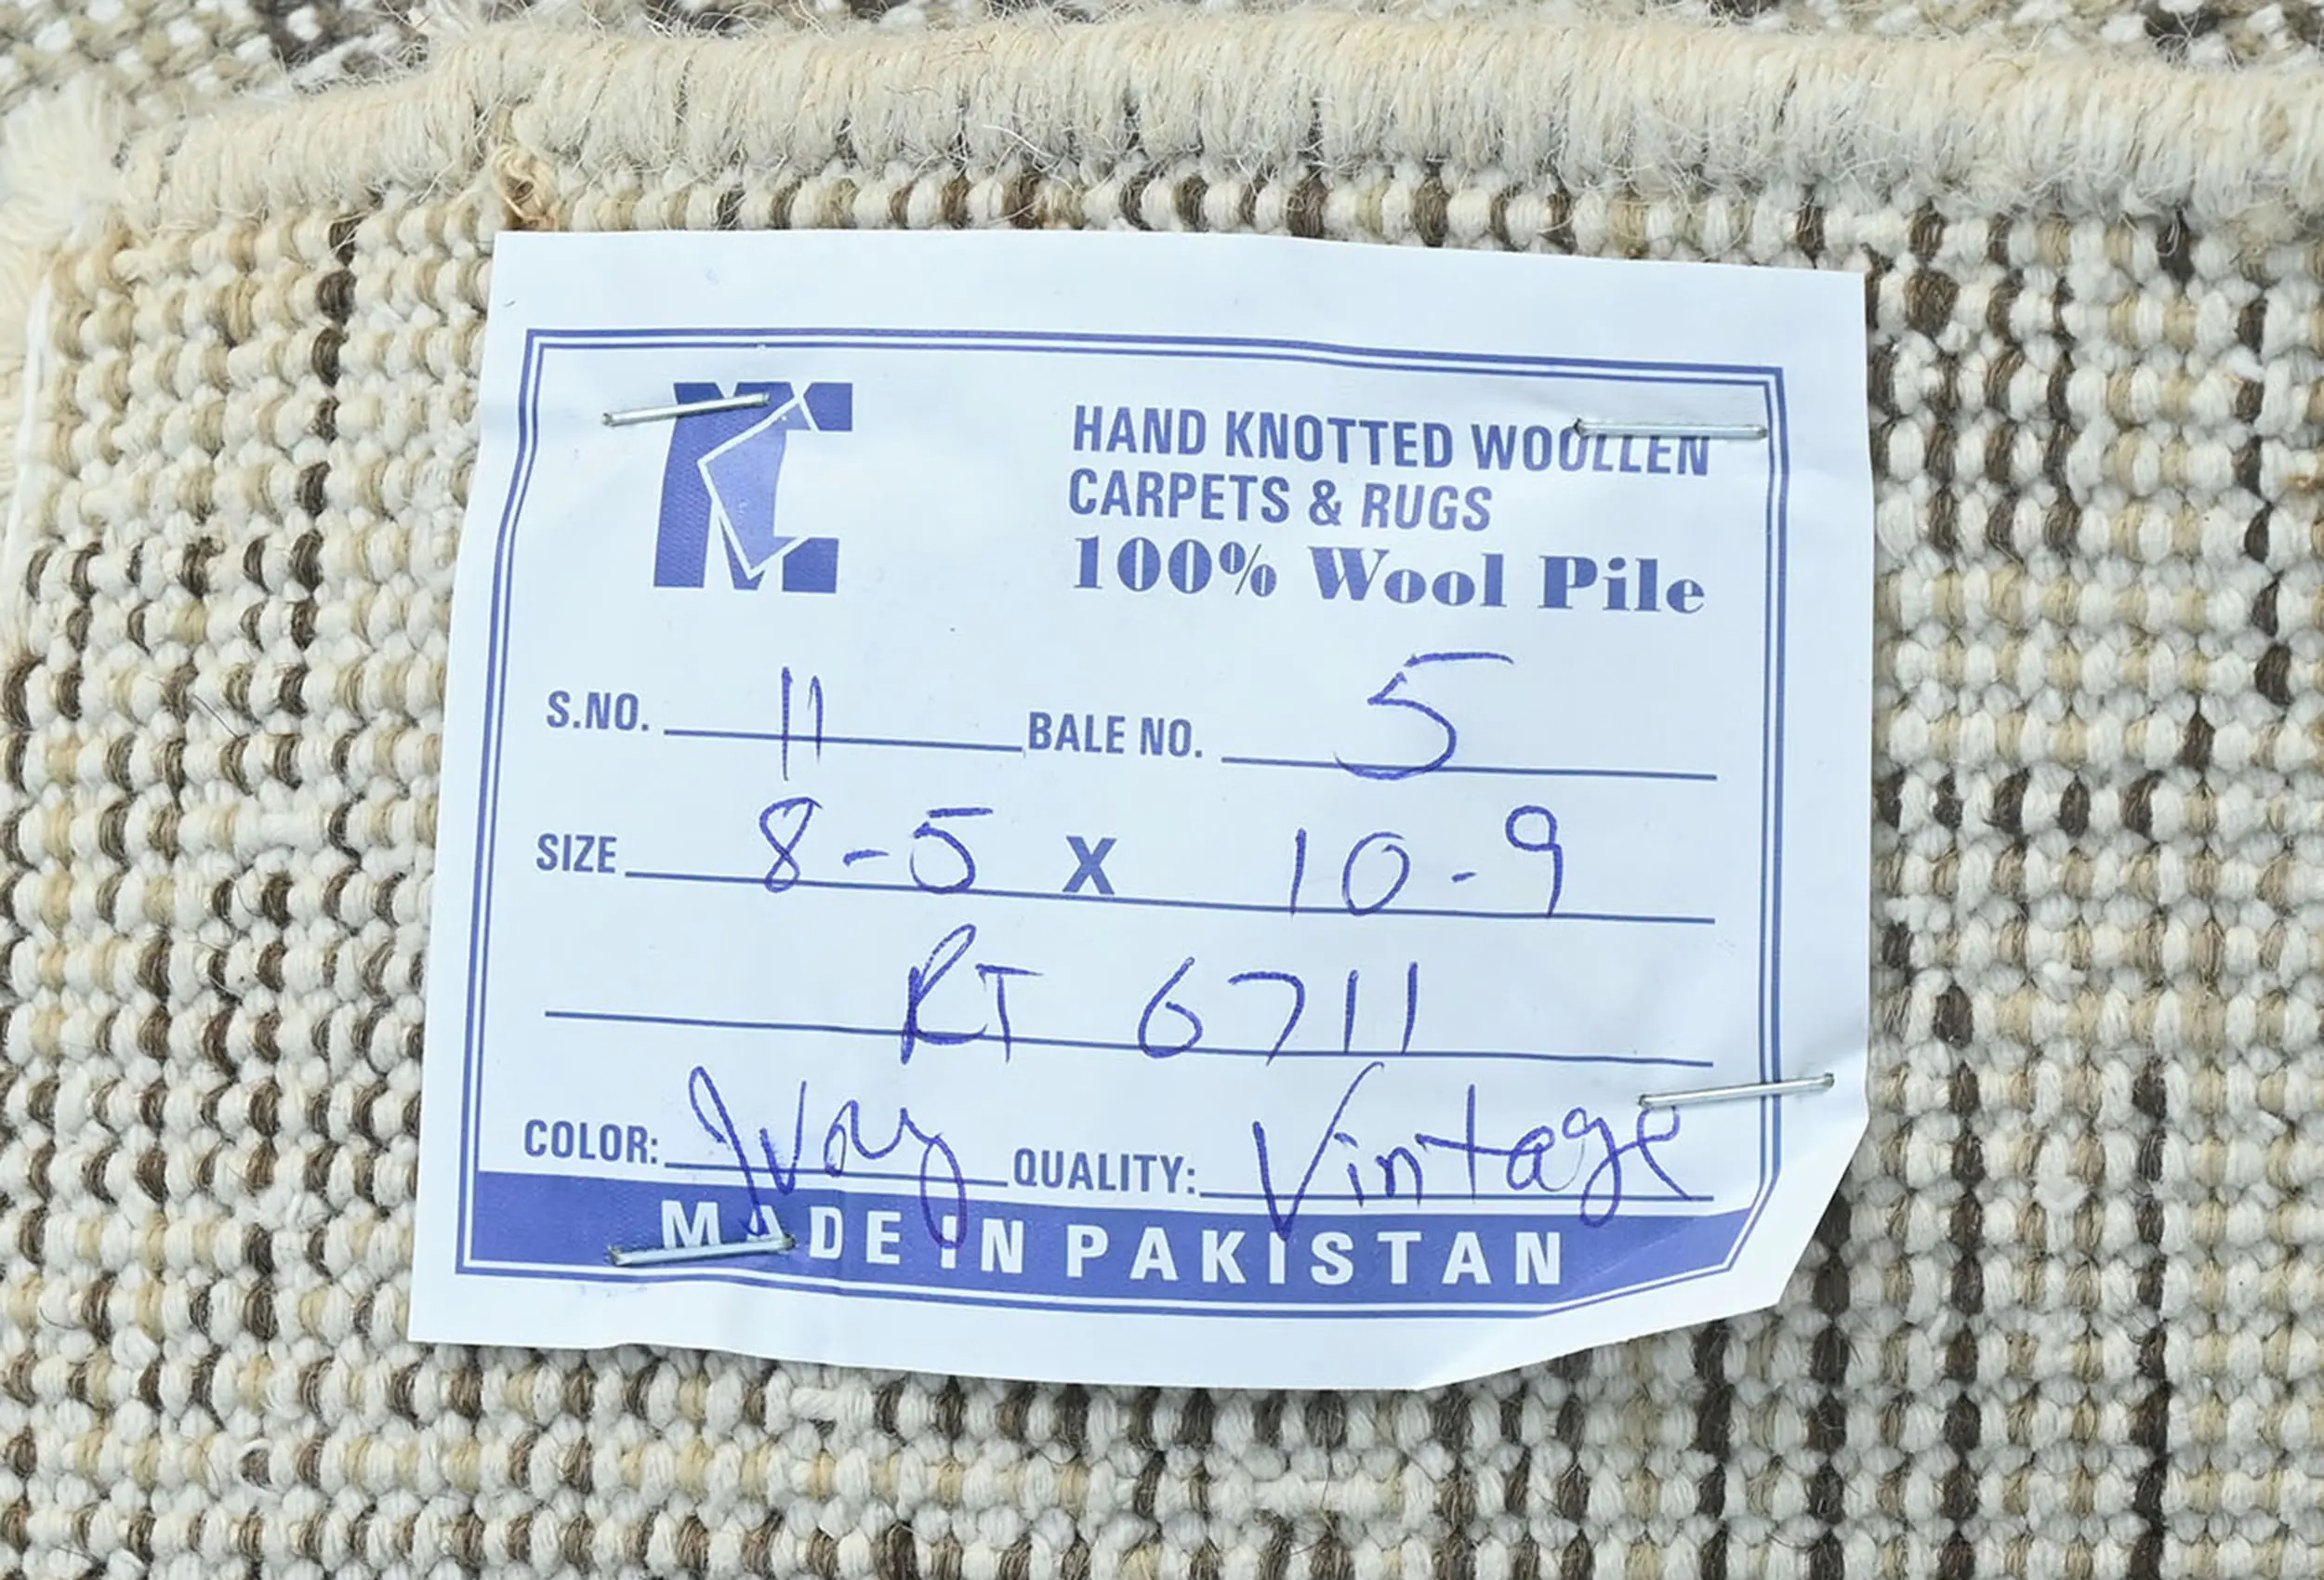 MC
HAND KNOTTED WOOLLEN
CARPETS & RUGS
100% Wool Pile
S.NO. 11 BALE NO. 5
SIZE 8-5 X 10-9
RT 6711
COLOR: Ivory QUALITY: Vintage
MADE IN PAKISTAN